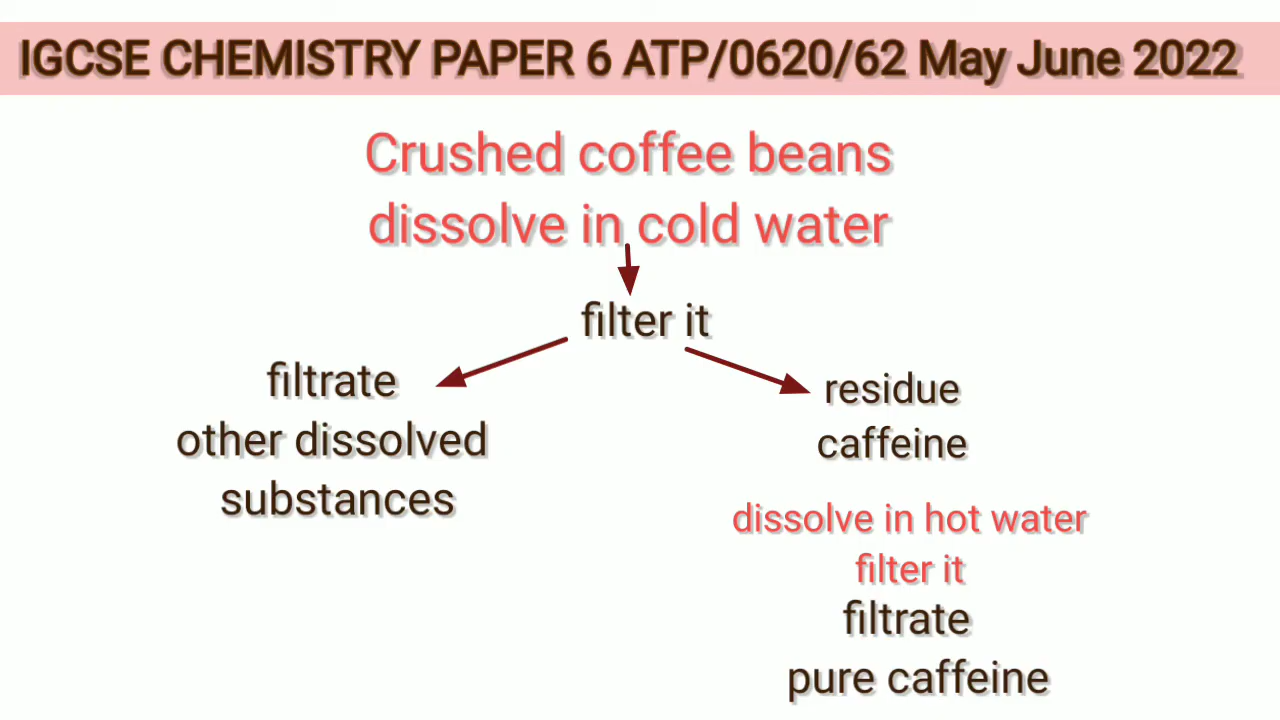 IGCSE CHEMISTRY PAPER 6 ATP/0620/62 May June 2022
Crushed coffee beans
dissolve in cold water
filter it
filtrate
other dissolved
substances
residue
caffeine
dissolve in hot water
filter it
filtrate
pure caffeine